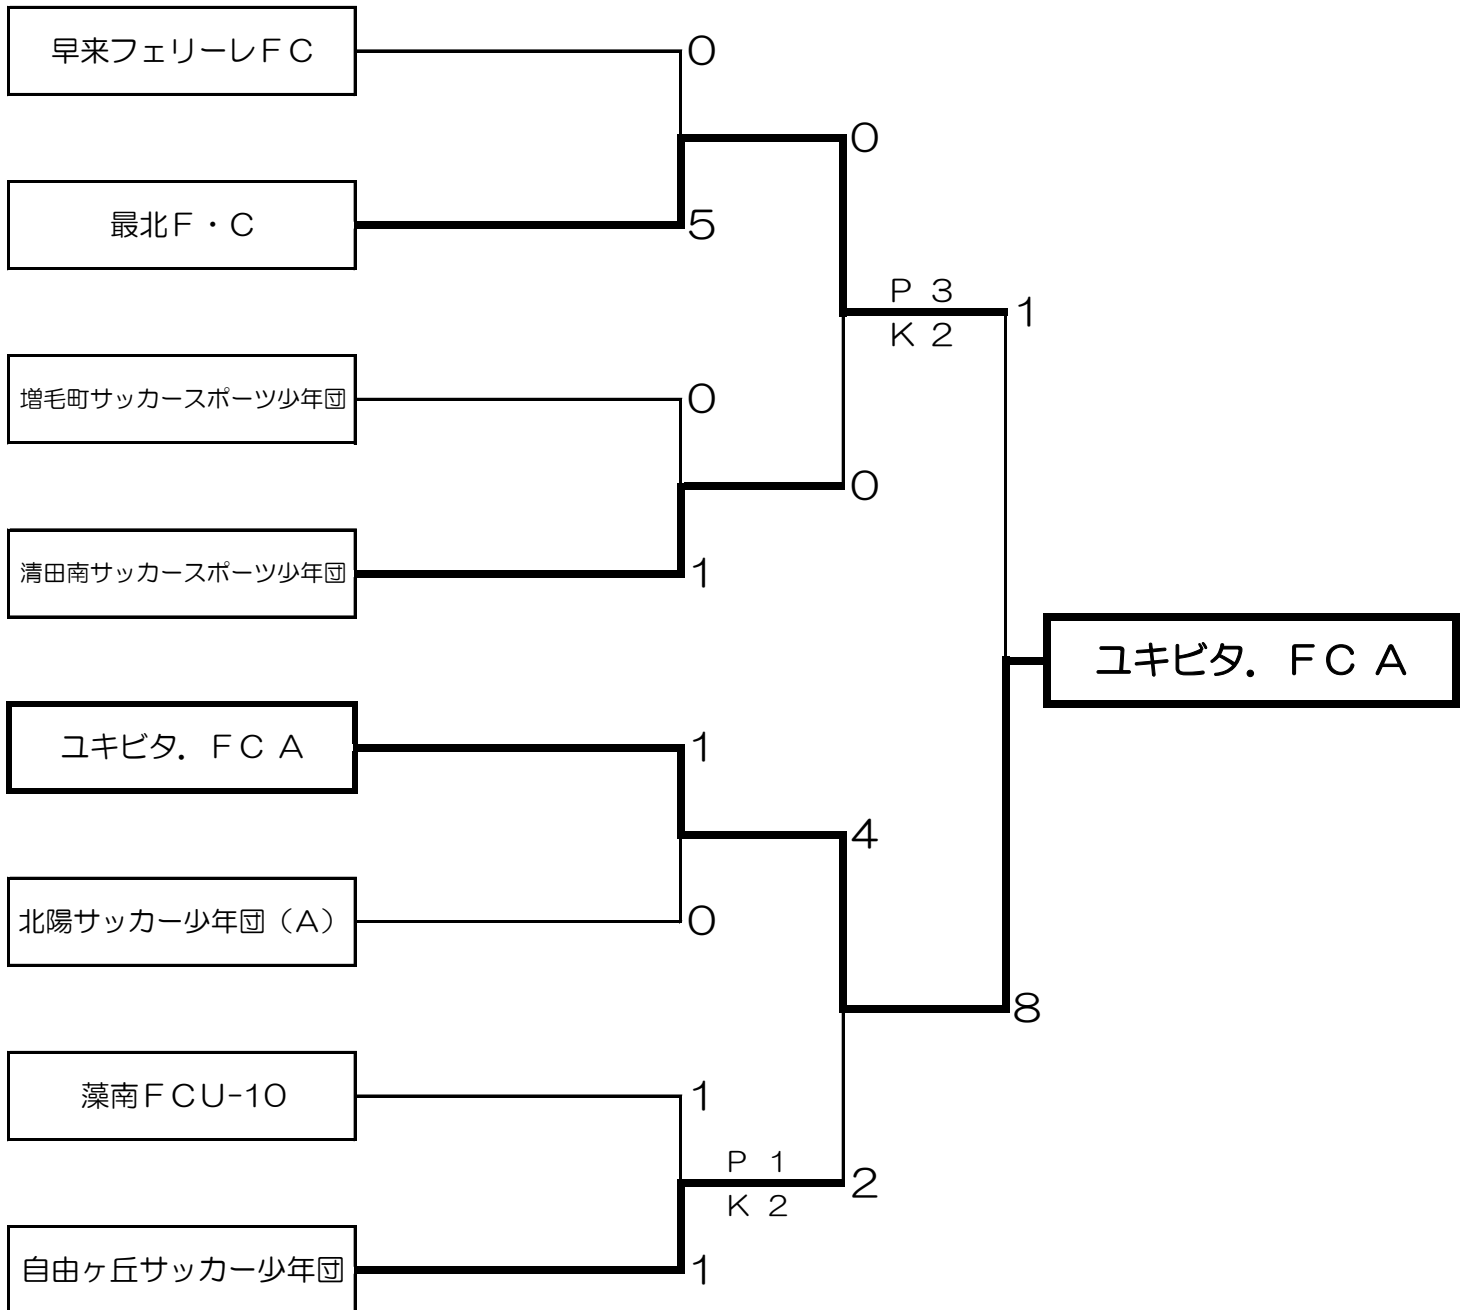 早来フェリーレＦＣ
0
0
最北Ｆ・Ｃ
5
Ｐ 3
1
Ｋ 2
増毛町サッカースポーツ少年団
0
0
清田南サッカースポーツ少年団
1
ユキビタ．ＦＣ Ａ
ユキビタ．ＦＣ Ａ
1
4
北陽サッカー少年団（Ａ）
0
8
藻南ＦＣＵ-10
1
Ｐ 1
2
Ｋ 2
自由ヶ丘サッカー少年団
1